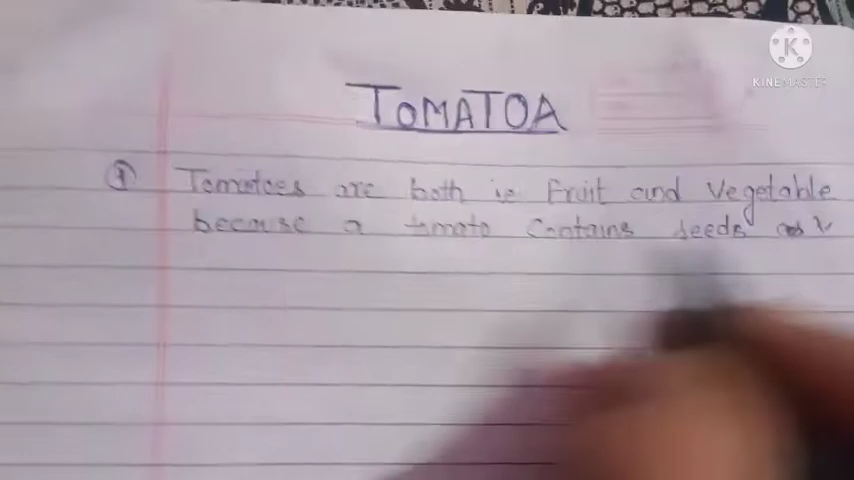 KINEMASTER
TOMATOA
1 Tomatoes are both ie Fruit and Vegetable
because a tomato Contains seeds